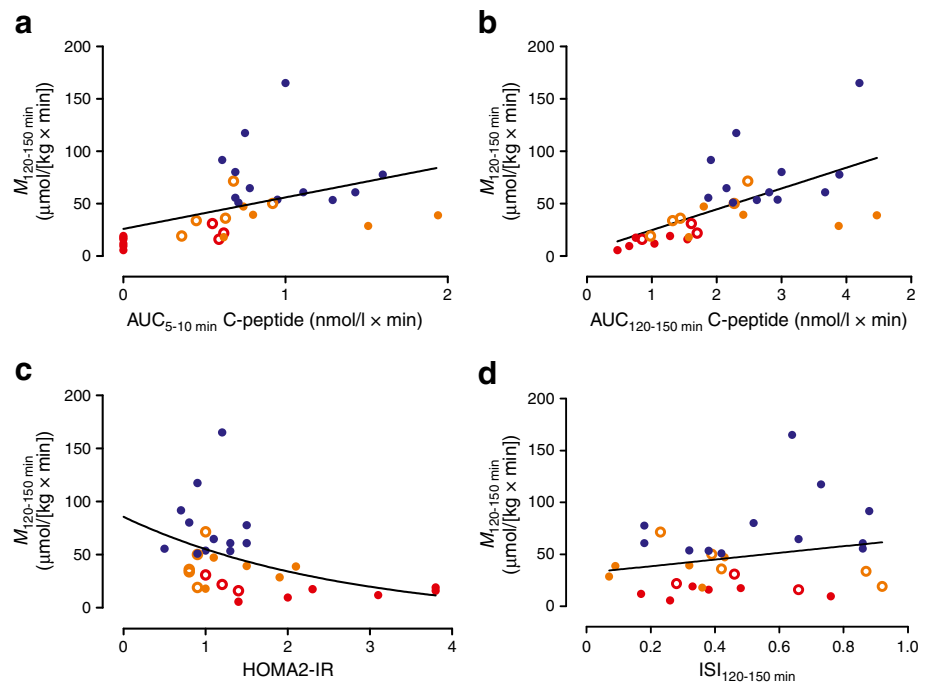 a
200
150
100
50
0
M120-150 min
(μmol/[kg × min])
0 1 2
AUC5-10 min C-peptide (nmol/l × min)
b
200
150
100
50
0
M120-150 min
(μmol/[kg × min])
0 1 2 3 4 2
AUC120-150 min C-peptide (nmol/l × min)
c
200
150
100
50
0
M120-150 min
(μmol/[kg × min])
0 1 2 3 4
HOMA2-IR
d
200
150
100
50
0
M120-150 min
(μmol/[kg × min])
0 0.2 0.4 0.6 0.8 1.0
ISI120-150 min